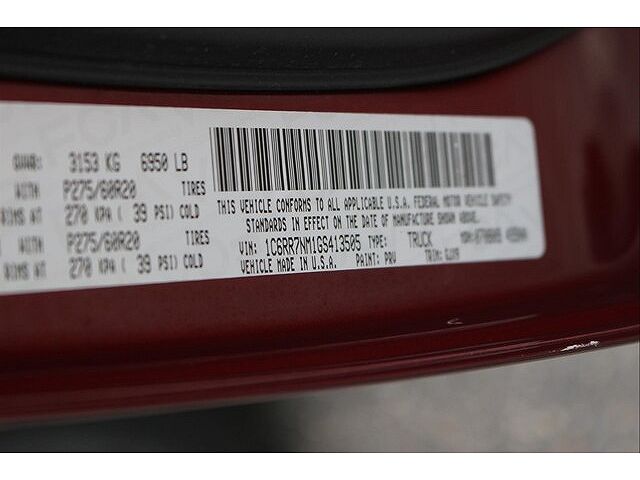 GVWR: 3153 KG 6950 LB
WITH P275/60R20 TIRES
RIMS AT 270 KPA ( 39 PSI) COLD
WITH P275/60R20 TIRES
RIMS AT 270 KPA ( 39 PSI) COLD
THIS VEHICLE CONFORMS TO ALL APPLICABLE U.S.A. FEDERAL MOTOR VEHICLE SAFETY
STANDARDS IN EFFECT ON THE DATE OF MANUFACTURE SHOWN ABOVE.
VIN: 1C6RR7NM1GS413505 TYPE: TRUCK MDH:
VEHICLE MADE IN U.S.A. PAINT: PRV TRIM: